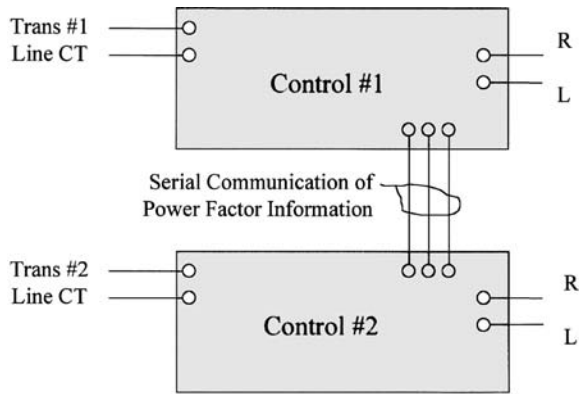 Trans #1
Line CT
Control #1
R
L
Serial Communication of
Power Factor Information
Trans #2
Line CT
Control #2
R
L